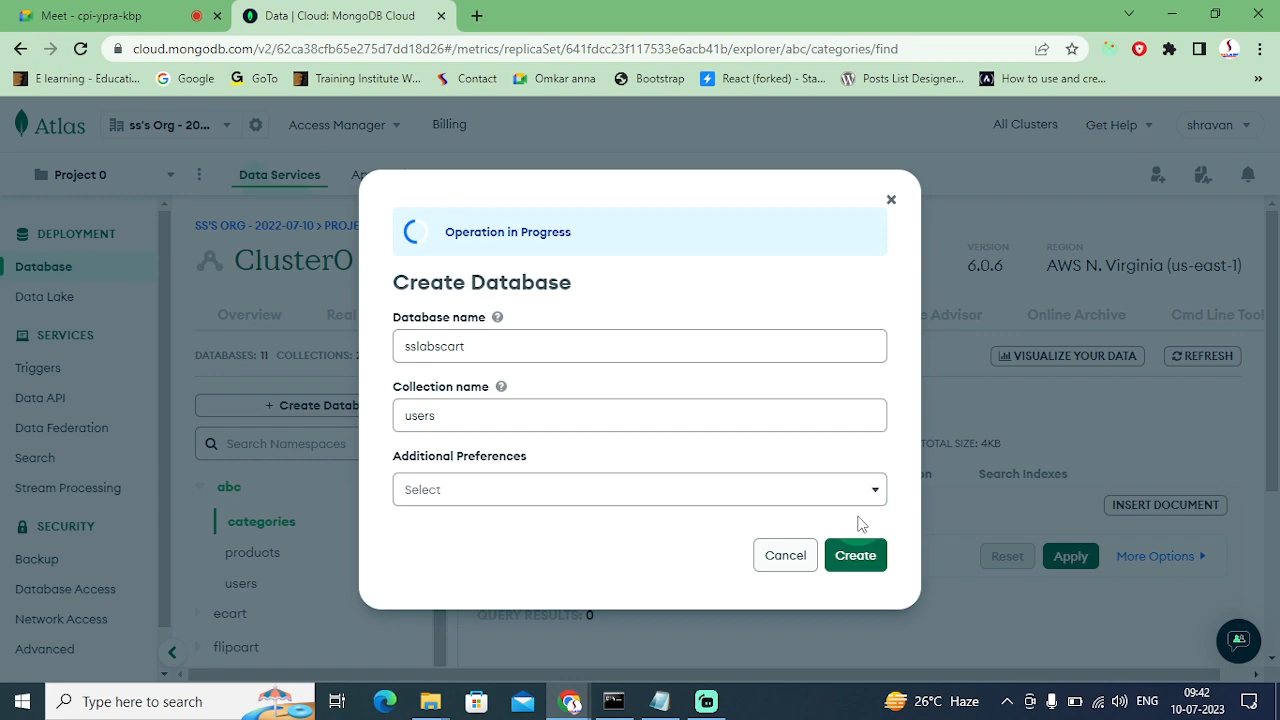 Meet - cpi-ypra-kbp
Data | Cloud: MongoDB Cloud
cloud.mongodb.com/v2/62ca38cfb65e275d7dd18d26#/metrics/replicaSet/641fdcc23f117533e6acb41b/explorer/abc/categories/find
E learning - Educati...
Google
GoTo
Training Institute W...
Contact
Omkar anna
Bootstrap
React (forked) - Sta...
Posts List Designer...
How to use and cre...
Atlas
ss's Org - 20...
Access Manager
Billing
All Clusters
Get Help
shravan
Project 0
Data Services
DEPLOYMENT
Database
Data Lake
SERVICES
Triggers
Data API
Data Federation
Search
Stream Processing
SECURITY
Backup
Database Access
Network Access
Advanced
SS'S ORG - 2022-07-10 > PROJE
Cluster0
VERSION
6.0.6
REGION
AWS N. Virginia (us-east-1)
Overview
Real
e Advisor
Online Archive
Cmd Line Tool
DATABASES: 11 COLLECTIONS:
VISUALIZE YOUR DATA
REFRESH
+ Create Datab
Search Namespaces
abc
categories
products
users
ecart
flipcart
TOTAL SIZE: 4KB
on
Search Indexes
INSERT DOCUMENT
Reset
Apply
More Options
QUERY RESULTS: 0
×
Operation in Progress
Create Database
Database name
sslabscart
Collection name
users
Additional Preferences
Select
Cancel
Create
Type here to search
26°C Haze
ENG
09:42
10-07-2023